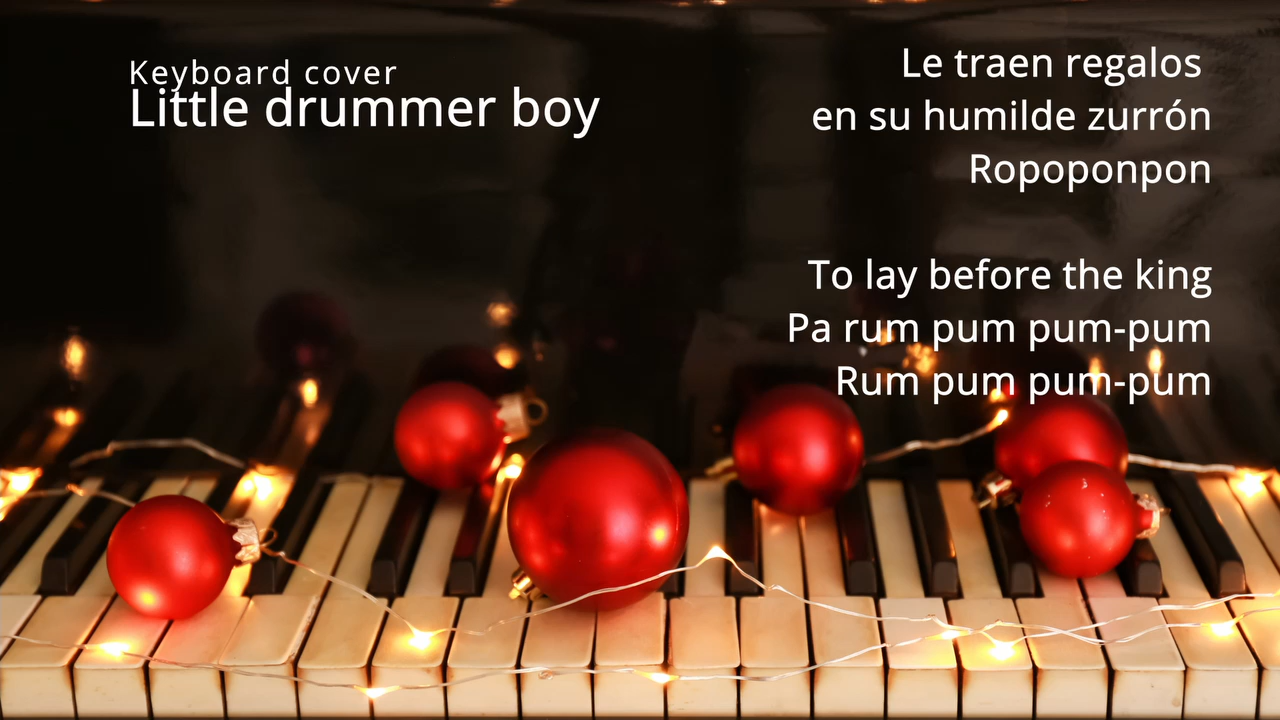 Keyboard cover
Little drummer boy
Le traen regalos
en su humilde zurrón
Ropoponpon
To lay before the king
Pa rum pum pum-pum
Rum pum pum-pum